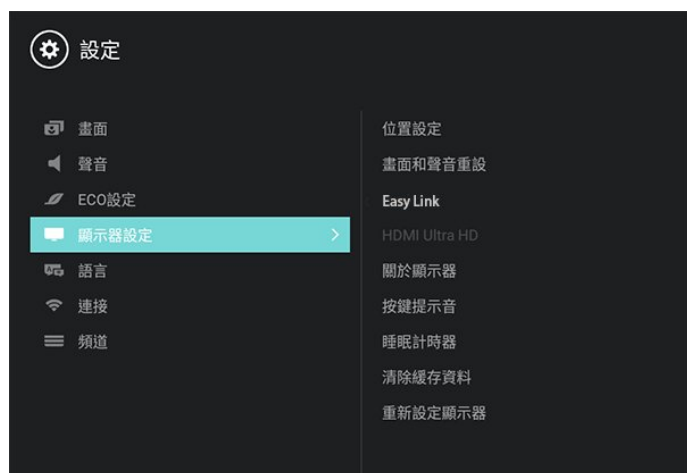 設定
畫面
聲音
ECO設定
顯示器設定
語言
連接
頻道
位置設定
畫面和聲音重設
Easy Link
HDMI Ultra HD
關於顯示器
按鍵提示音
睡眠計時器
清除緩存資料
重新設定顯示器